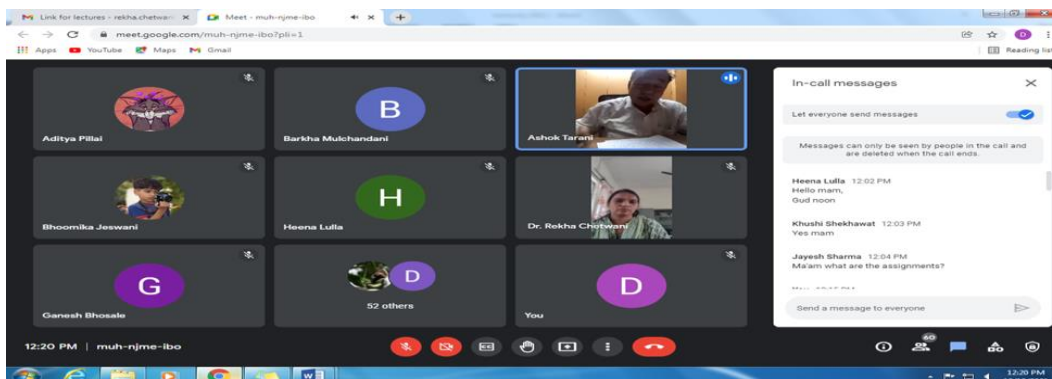 Link for lectures - rekha.chetwani
Meet - muh-njme-ibo
meet.google.com/muh-njme-ibo?pli=1
D
Apps YouTube Maps Gmail
Reading list
Aditya Pillai
B
Barkha Mulchandani
Ashok Tarani
In-call messages
Let everyone send messages
Messages can only be seen by people in the call and
are deleted when the call ends.
Bhoomika Jeswani
H
Heena Lulla
Dr. Rekha Chotwani
Heena Lulla 12:02 PM
Hello mam,
Gud noon
Khushi Shekhawat 12:03 PM
Yes mam
Jayesh Sharma 12:04 PM
Ma'am what are the assignments?
G
Ganesh Bhosale
D
52 others
D
You
Send a message to everyone
12:20 PM | muh-njme-ibo
60
12:20 PM